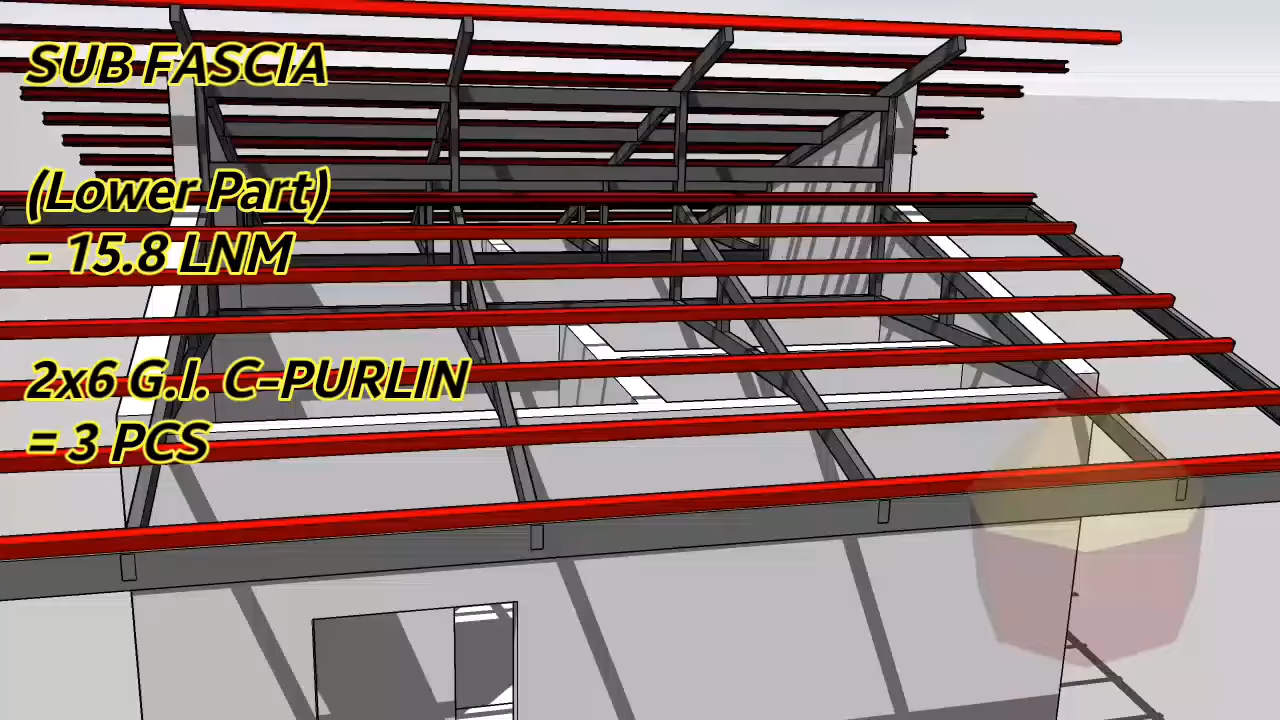 SUB FASCIA
(Lower Part)
- 15.8 LNM
2x6 G.I. C-PURLIN
= 3 PCS